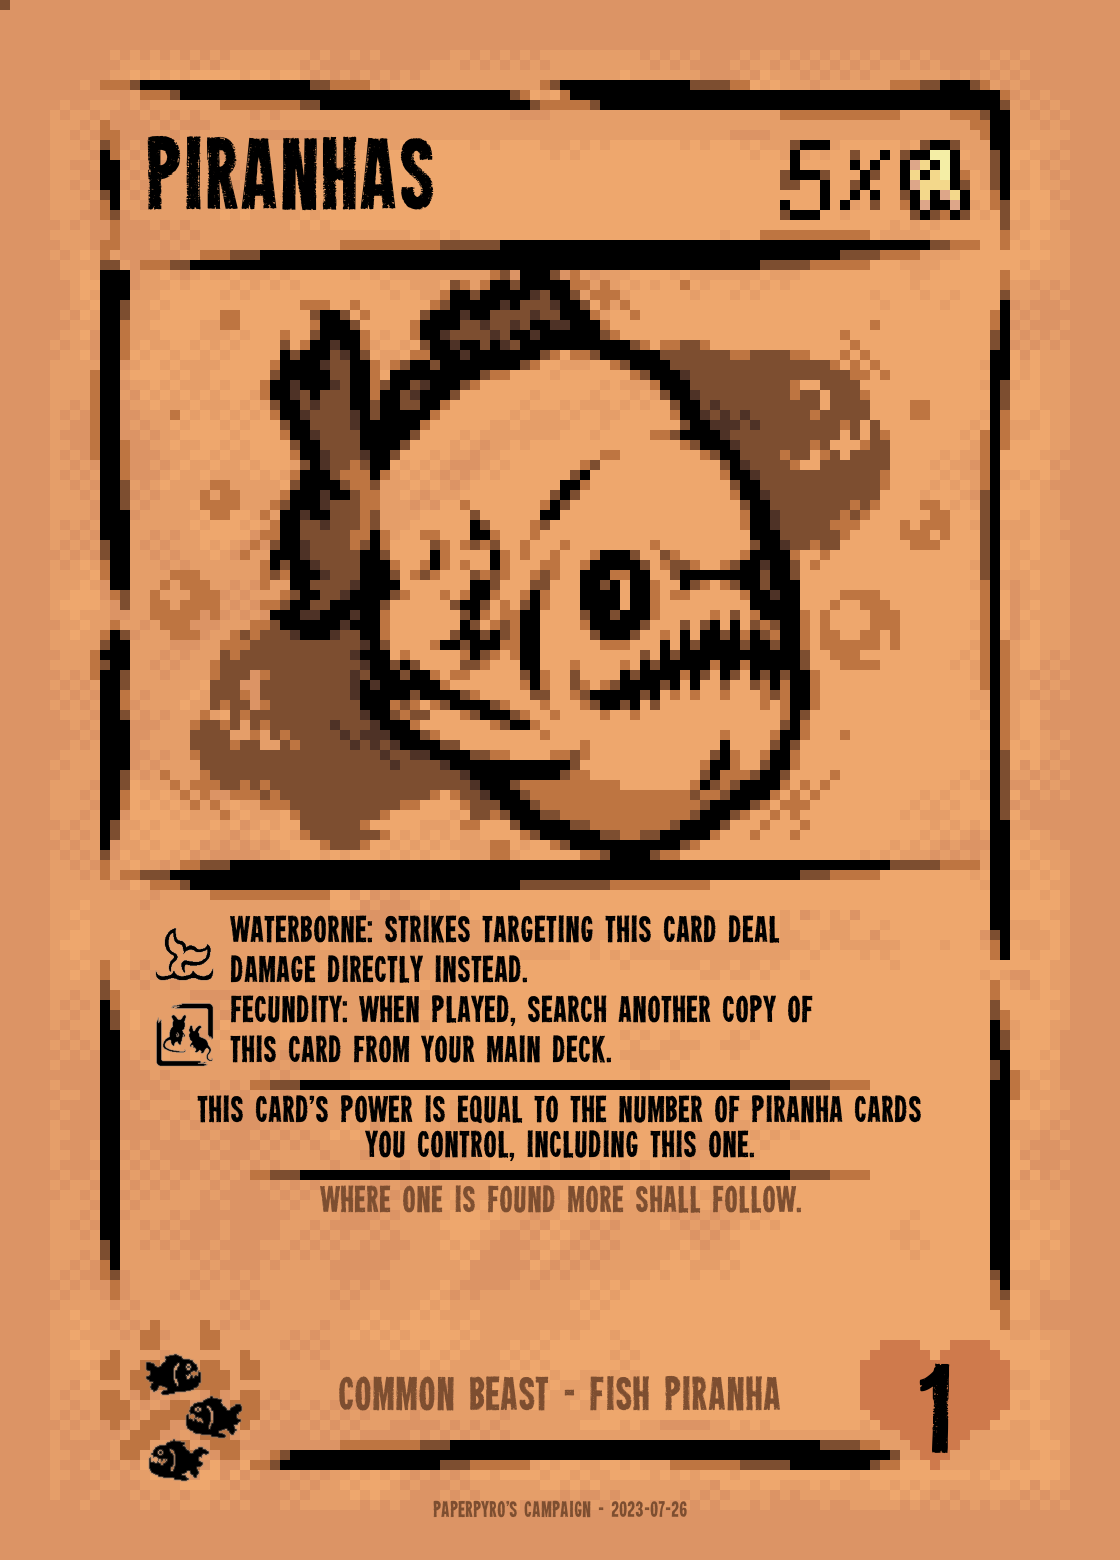 PIRANHAS
5x
WATERBORNE: STRIKES TARGETING THIS CARD DEAL
DAMAGE DIRECTLY INSTEAD.
FECUNDITY: WHEN PLAYED, SEARCH ANOTHER COPY OF
THIS CARD FROM YOUR MAIN DECK.
THIS CARD'S POWER IS EQUAL TO THE NUMBER OF PIRANHA CARDS
YOU CONTROL, INCLUDING THIS ONE.
WHERE ONE IS FOUND MORE SHALL FOLLOW.
COMMON BEAST - FISH PIRANHA
1
PAPERPYRO'S CAMPAIGN - 2023-07-26